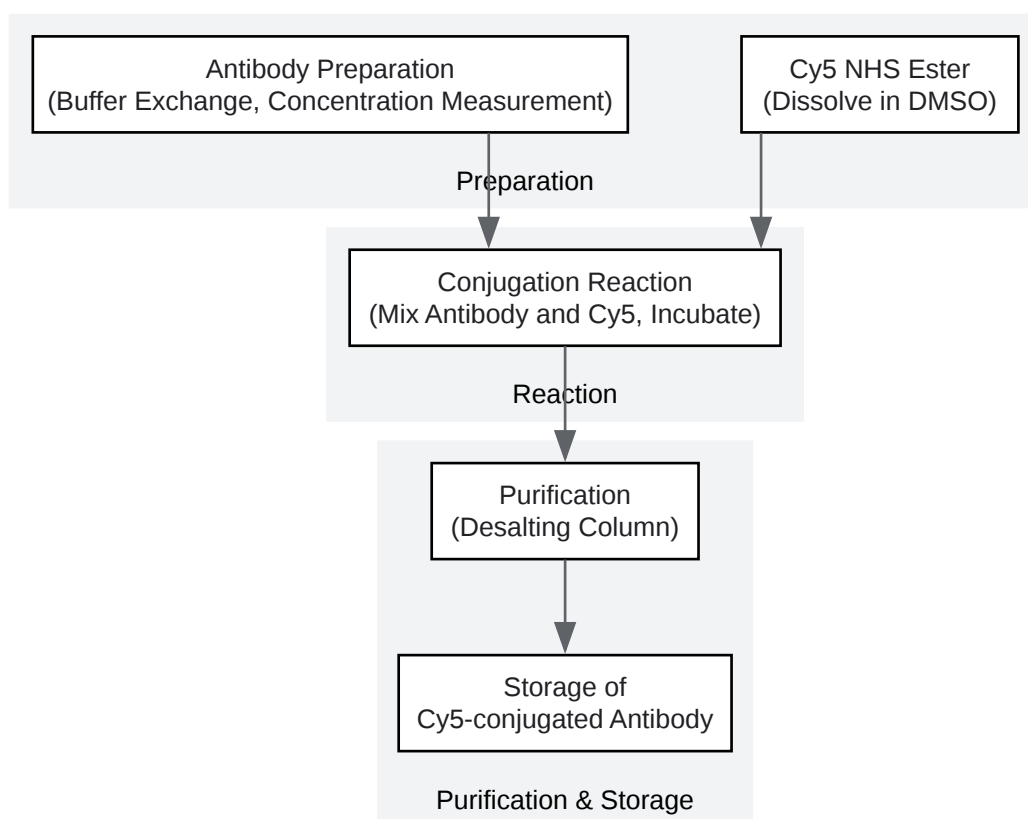 Antibody Preparation
(Buffer Exchange, Concentration Measurement)
Cy5 NHS Ester
(Dissolve in DMSO)
Preparation
Conjugation Reaction
(Mix Antibody and Cy5, Incubate)
Reaction
Purification
(Desalting Column)
Storage of
Cy5-conjugated Antibody
Purification & Storage